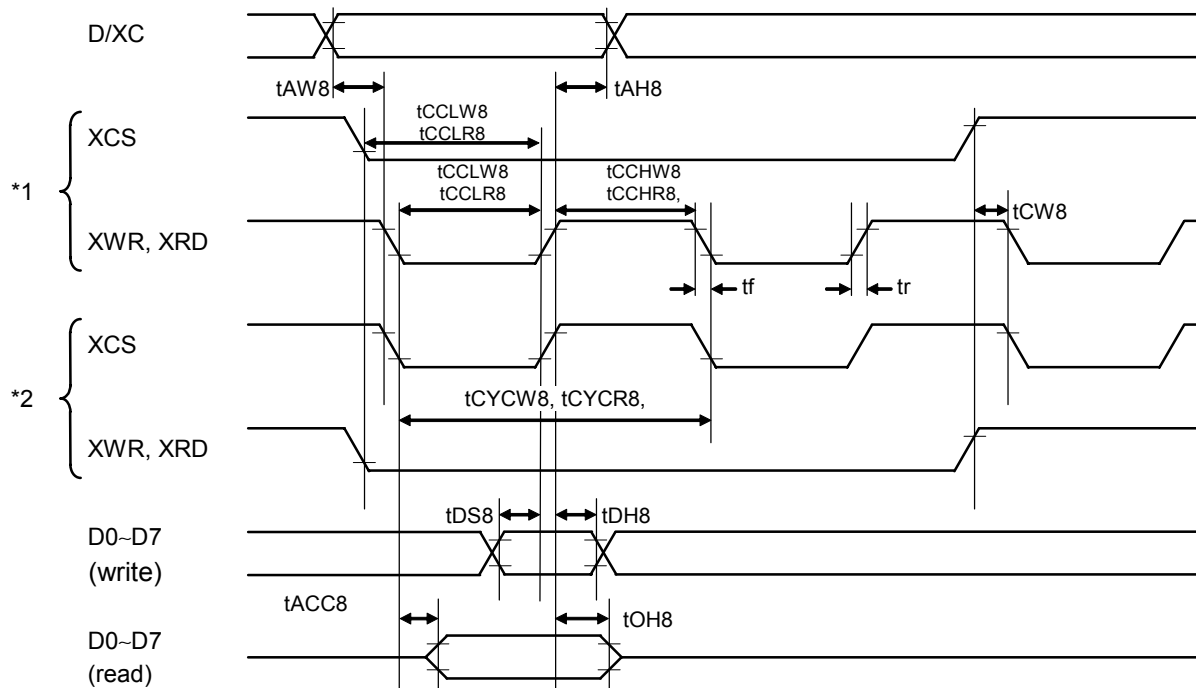 D/XC
tAW8
tAH8
tCCLW8
tCCLR8
*1
XCS
tCCLW8
tCCLR8
tCCHW8
tCCHR8,
tCW8
XWR, XRD
tf
tr
*2
XCS
tCYCW8, tCYCR8,
XWR, XRD
tDS8
tDH8
D0~D7
(write)
tACC8
tOH8
D0~D7
(read)